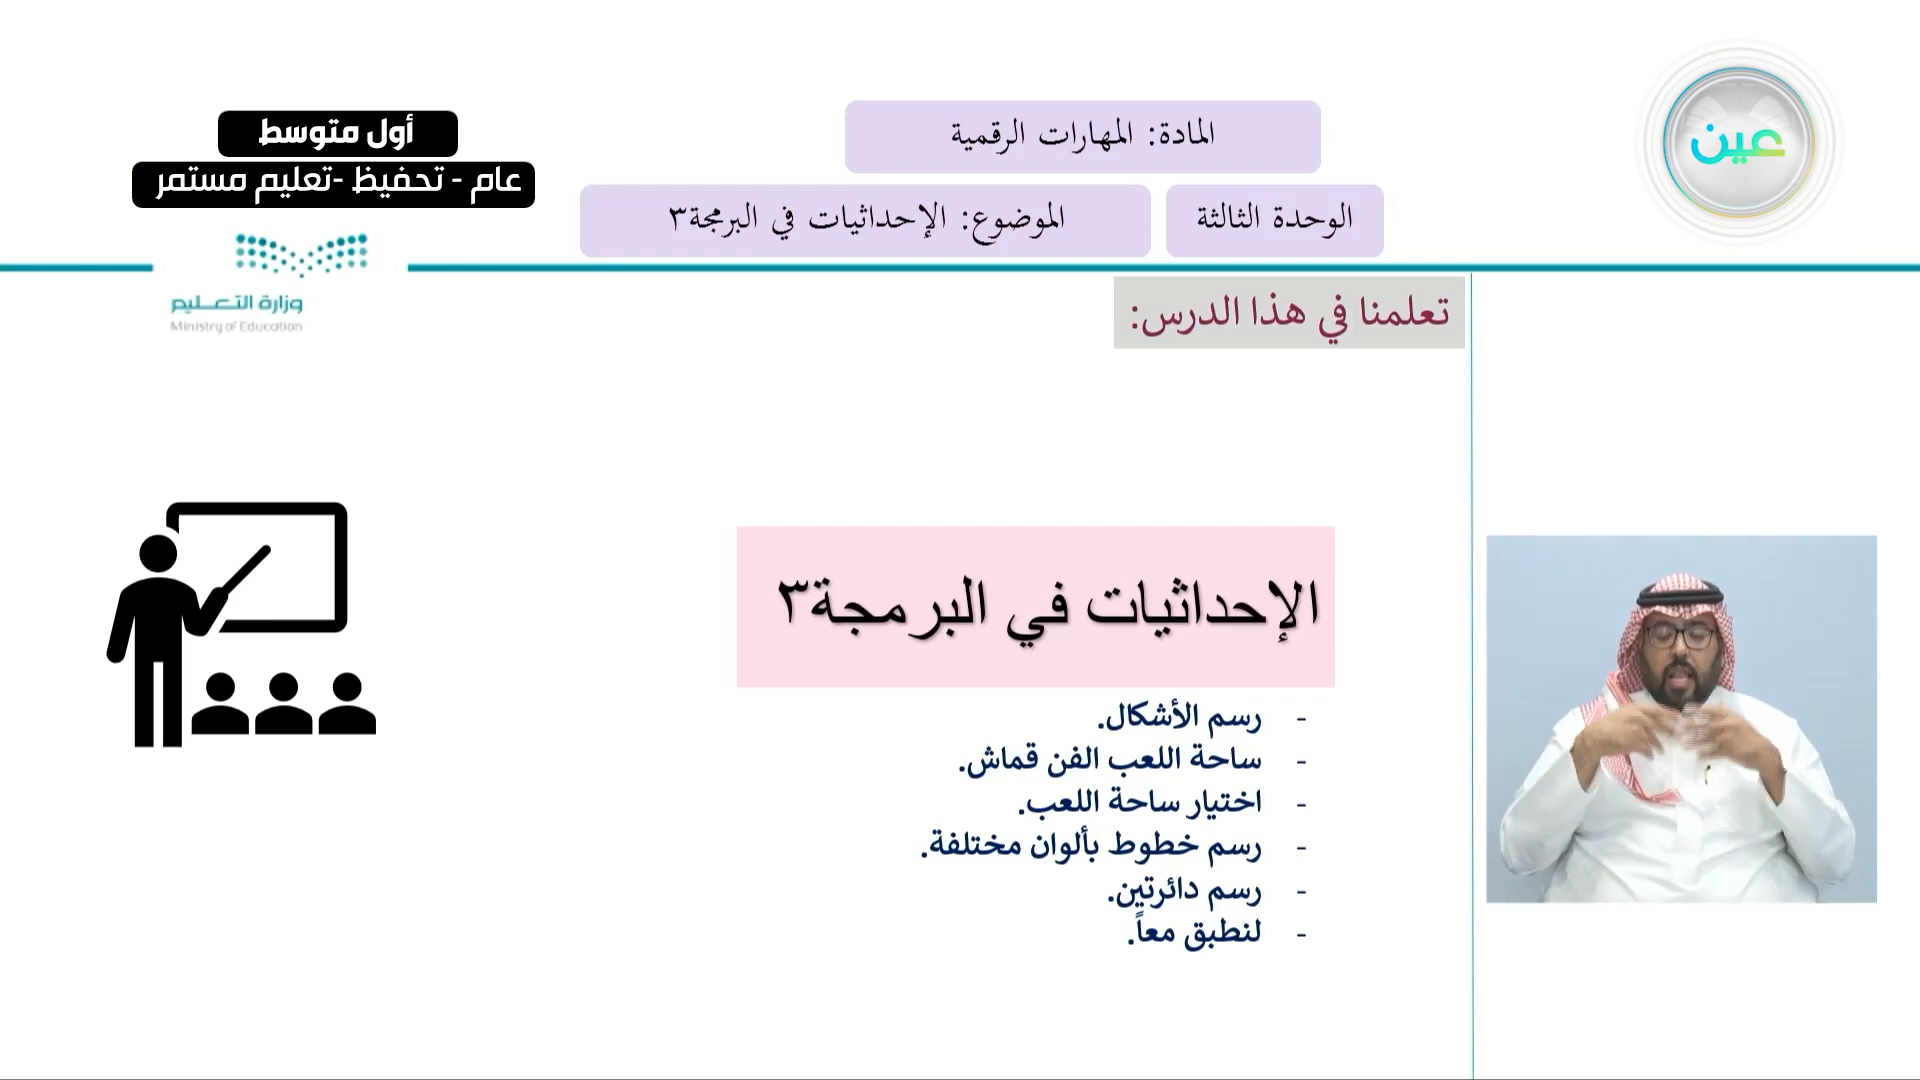 أول متوسط
عام - تحفيظ -تعليم مستمر
المادة: المهارات الرقمية
الوحدة الثالثة
الموضوع: الإحداثيات في البرمجة٣
عين
وزارة التعـــليم
Ministry of Education
تعلمنا في هذا الدرس:
الإحداثيات في البرمجة٣
- رسم الأشكال.
- ساحة اللعب الفن قماش.
- اختيار ساحة اللعب.
- رسم خطوط بألوان مختلفة.
- رسم دائرتين.
- لنطبق معاً.